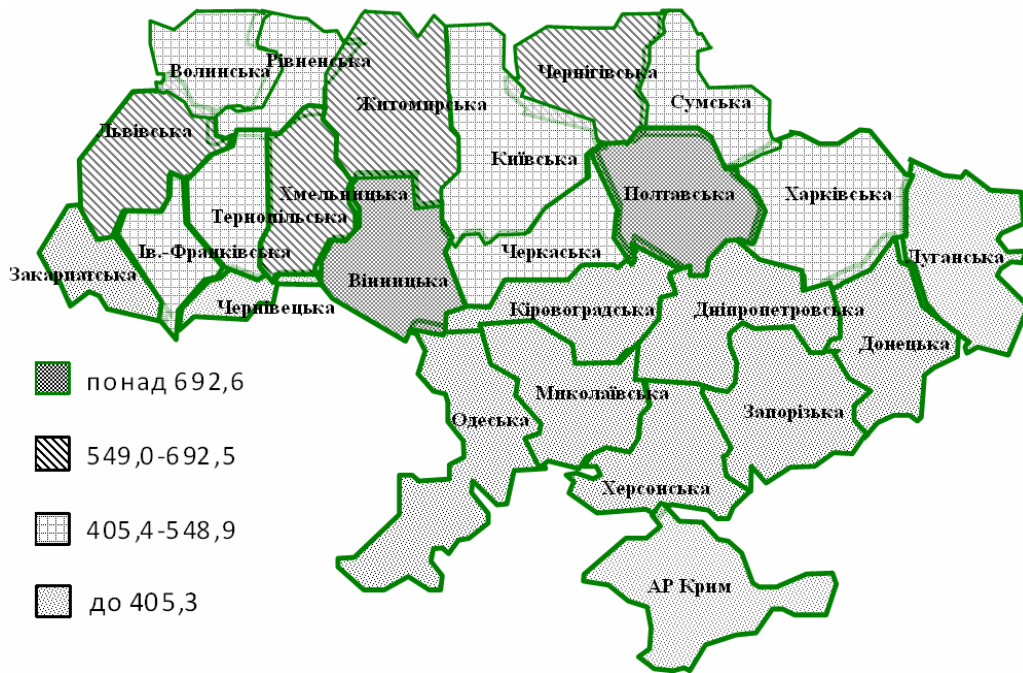 Волинська
Рівненська
Житомирська
Чернігівська
Сумська
Львівська
Київська
Хмельницька
Полтавська
Харківська
Тернопільська
Ів.-Франківська
Черкаська
Луганська
Закарпатська
Вінницька
Чернівецька
Кіровоградська
Дніпропетровська
Донецька
Миколаївська
Запорізька
Одеська
Херсонська
АР Крим
понад 692,6
549,0-692,5
405,4-548,9
до 405,3